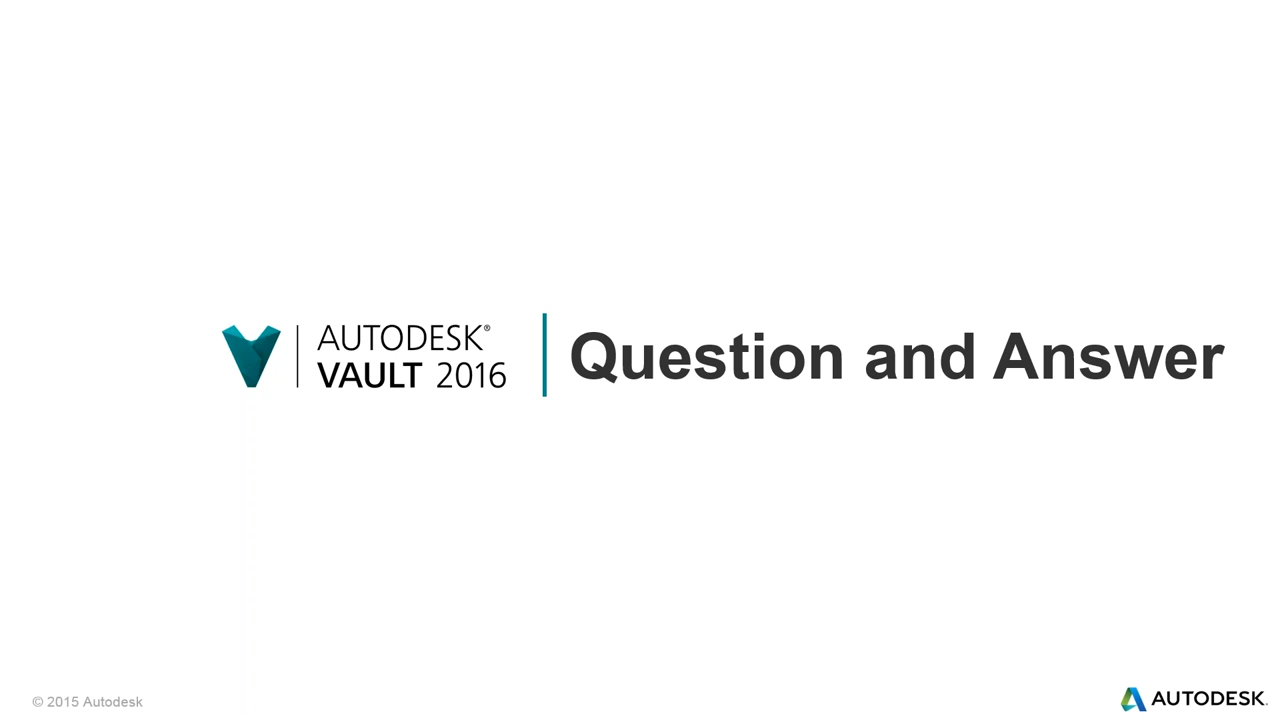 AUTODESK®
VAULT 2016
Question and Answer
© 2015 Autodesk
AUTODESK.